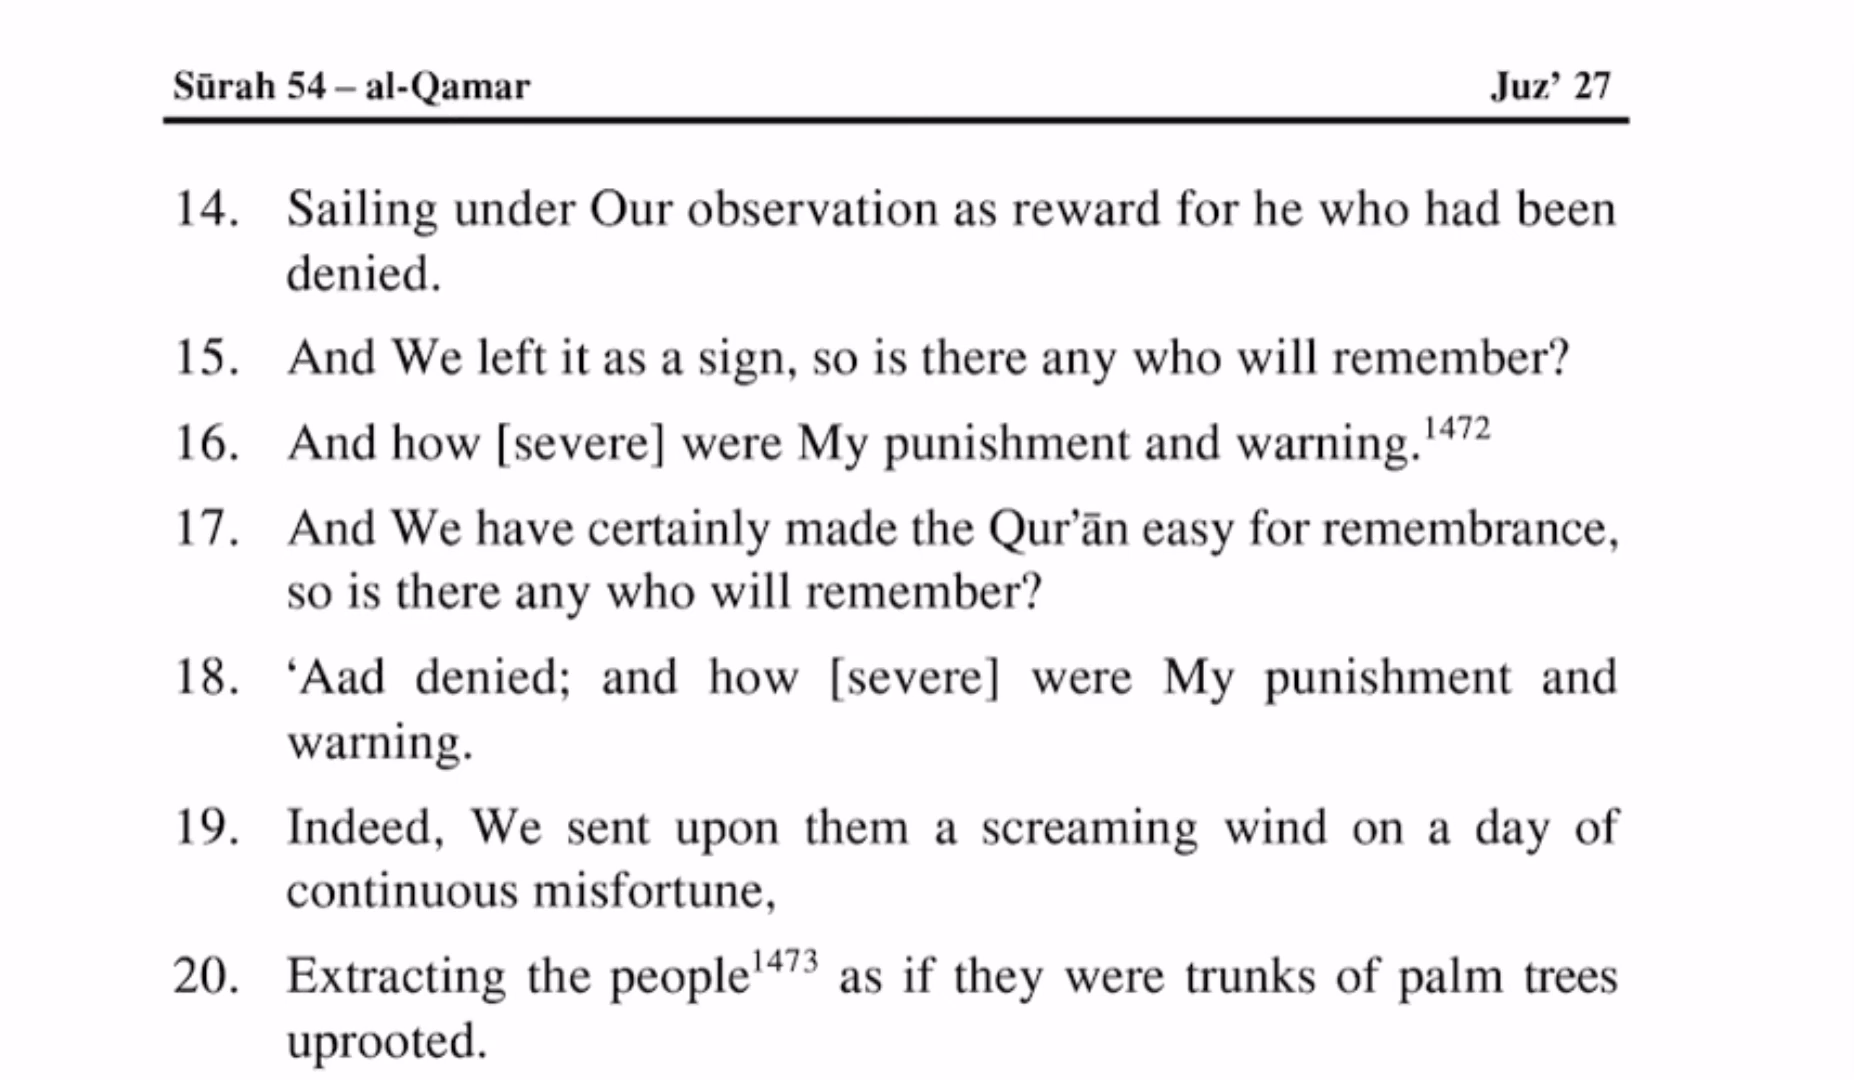 Sūrah 54 – al-Qamar Juz’ 27
14. Sailing under Our observation as reward for he who had been
denied.
15. And We left it as a sign, so is there any who will remember?
16. And how [severe] were My punishment and warning.1472
17. And We have certainly made the Qur’ān easy for remembrance,
so is there any who will remember?
18. ‘Aad denied; and how [severe] were My punishment and
warning.
19. Indeed, We sent upon them a screaming wind on a day of
continuous misfortune,
20. Extracting the people1473 as if they were trunks of palm trees
uprooted.